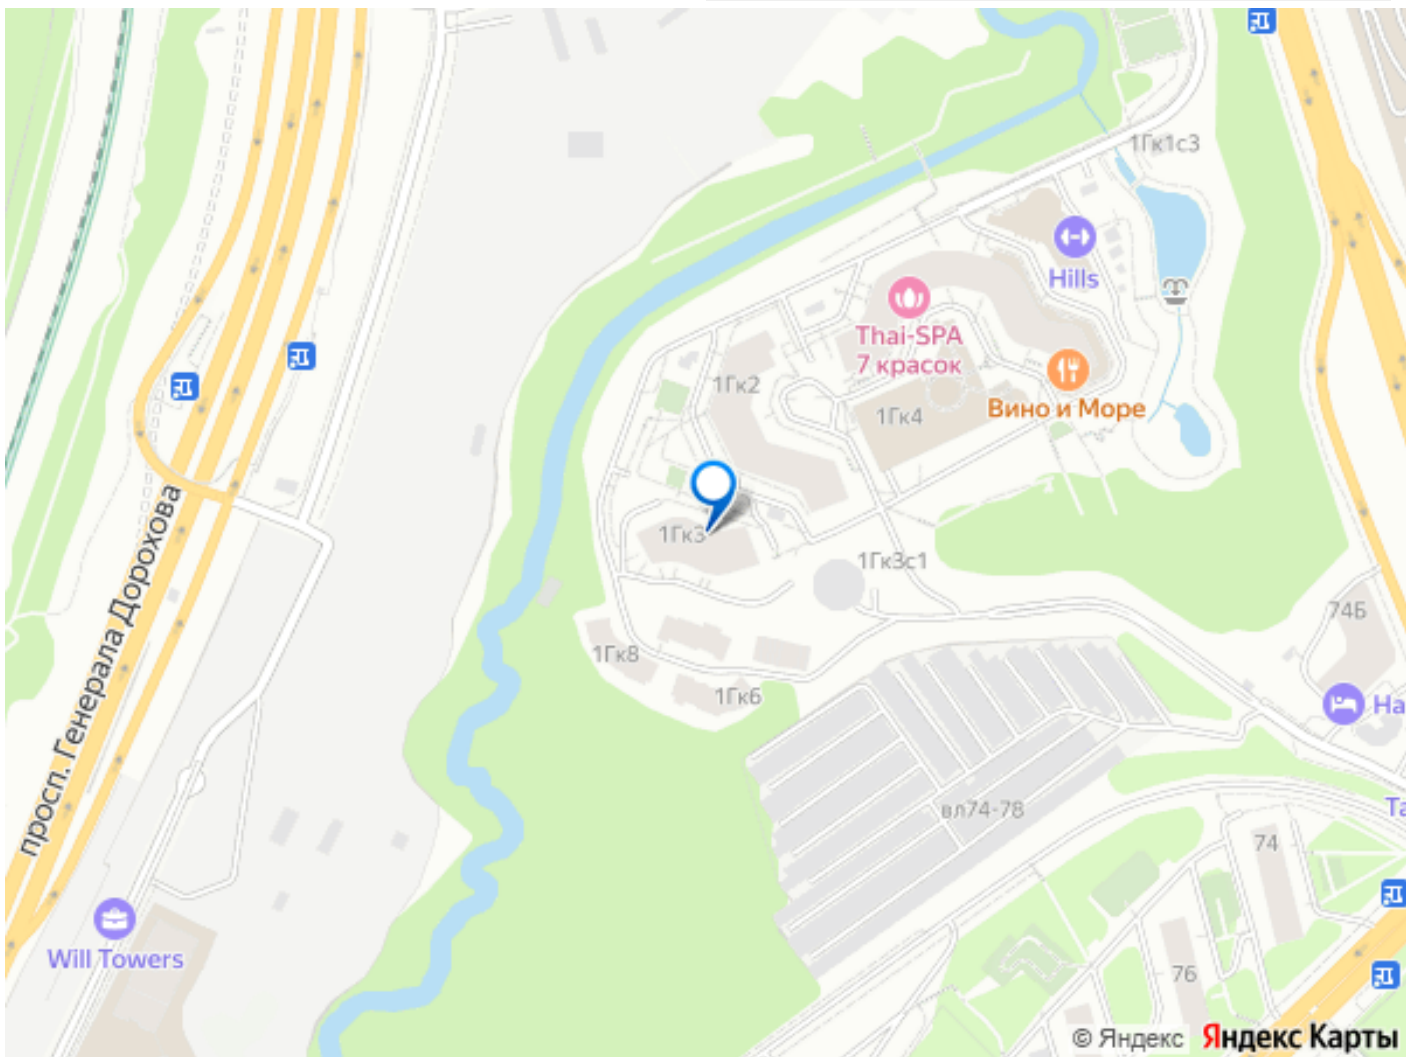 1Гк1с3
Hills
Thai-SPA
7 красок
1Гк2
Вино и Море
1Гк4
1Гк3
1Гк3с1
просп. Генерала Дорохова
74Б
1Гк8
1Гк6
На
Та
вл74-78
74
Will Towers
76
© Яндекс Яндекс Карты